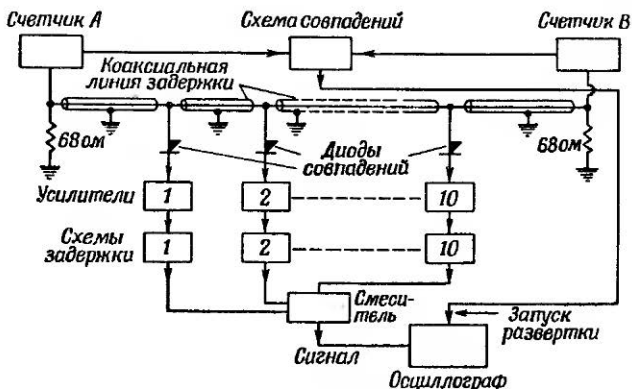 Счетчик A
Схема совпадений
Счетчик B
Коаксиальная
линия задержки
68ом
68ом
Диоды
совпадений
Усилители
1
2
10
Схемы
задержки
1
2
10
Смеси-
тель
Запуск
развертки
Сигнал
Осциллограф